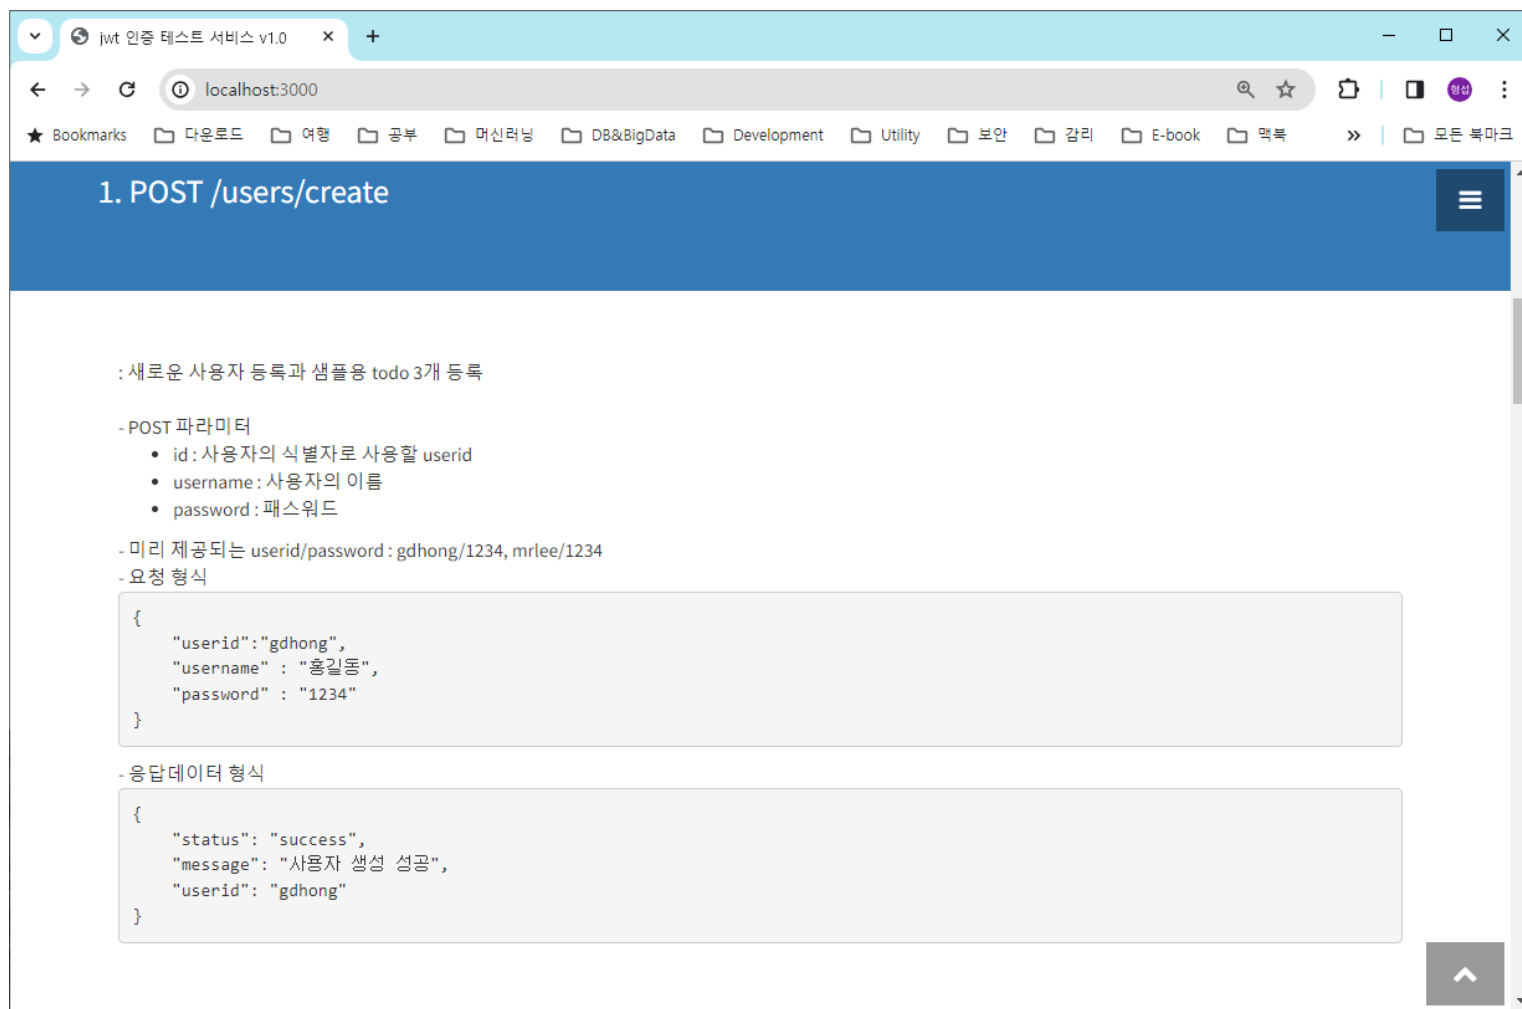 jwt 인증 테스트 서비스 v1.0
localhost:3000
형섭
Bookmarks 다운로드 여행 공부 머신러닝 DB&BigData Development Utility 보안 감리 E-book 맥북 » 모든 북마크
1. POST /users/create
: 새로운 사용자 등록과 샘플용 todo 3개 등록
- POST 파라미터
• id : 사용자의 식별자로 사용할 userid
• username : 사용자의 이름
• password : 패스워드
- 미리 제공되는 userid/password : gdhong/1234, mrlee/1234
- 요청 형식
{
"userid":"gdhong",
"username" : "홍길동",
"password" : "1234"
}
- 응답데이터 형식
{
"status": "success",
"message": "사용자 생성 성공",
"userid": "gdhong"
}